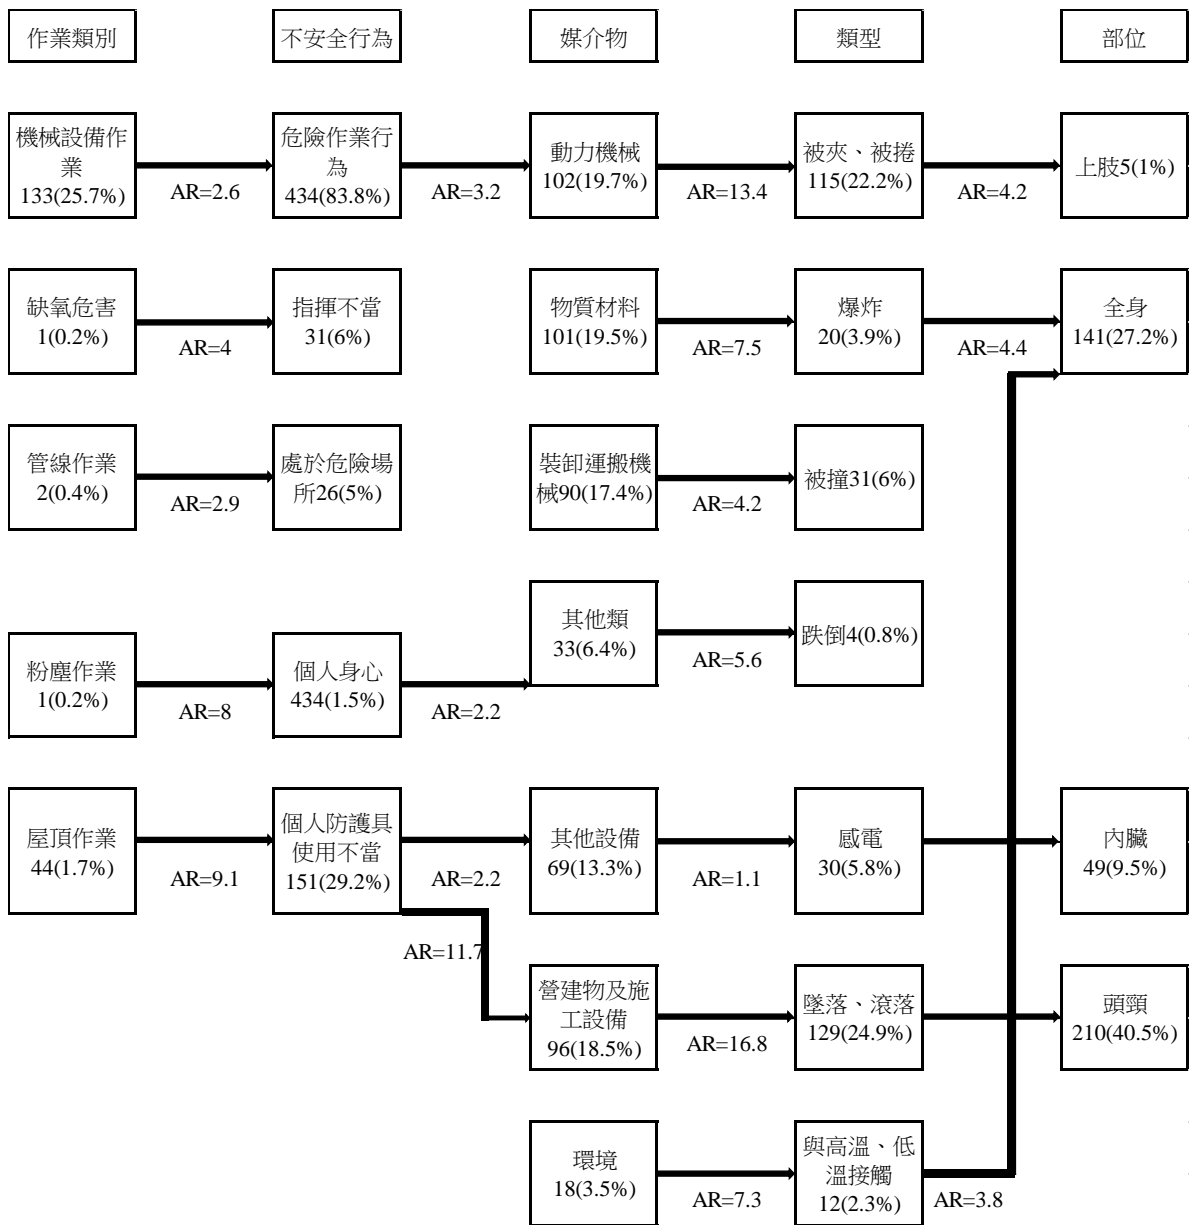 作業類別
不安全行為
媒介物
類型
部位
機械設備作
業
133(25.7%)
AR=2.6
危險作業行
為
434(83.8%)
AR=3.2
動力機械
102(19.7%)
AR=13.4
被夾、被捲
115(22.2%)
AR=4.2
上肢5(1%)
缺氧危害
1(0.2%)
AR=4
指揮不當
31(6%)
物質材料
101(19.5%)
AR=7.5
爆炸
20(3.9%)
AR=4.4
全身
141(27.2%)
管線作業
2(0.4%)
AR=2.9
處於危險場
所26(5%)
裝卸運搬機
械90(17.4%)
AR=4.2
被撞31(6%)
其他類
33(6.4%)
AR=5.6
跌倒4(0.8%)
粉塵作業
1(0.2%)
AR=8
個人身心
434(1.5%)
AR=2.2
屋頂作業
44(1.7%)
AR=9.1
個人防護具
使用不當
151(29.2%)
AR=2.2
其他設備
69(13.3%)
AR=1.1
感電
30(5.8%)
內臟
49(9.5%)
AR=11.7
營建物及施
工設備
96(18.5%)
AR=16.8
墜落、滾落
129(24.9%)
頭頸
210(40.5%)
環境
18(3.5%)
AR=7.3
與高溫、低
溫接觸
12(2.3%)
AR=3.8